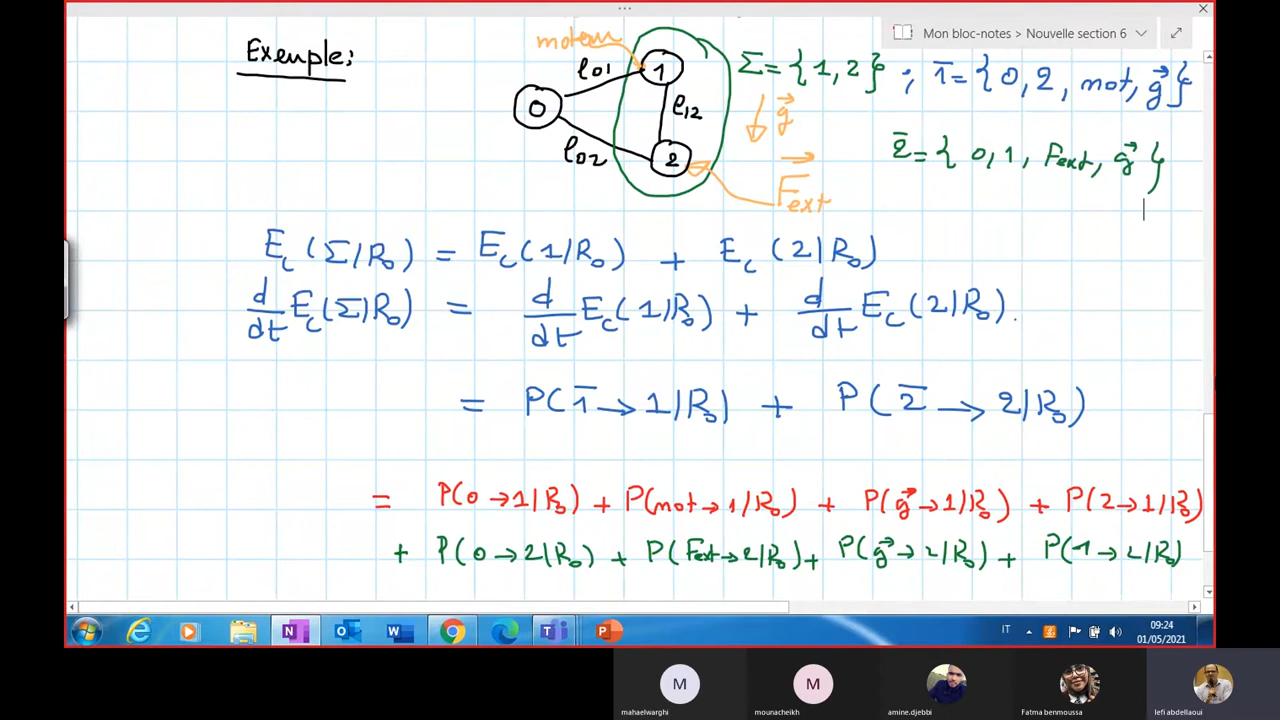 Mon bloc-notes > Nouvelle section 6
Exemple:
moteur
1
l01
0
l12
l02
2
Σ = {1, 2} ; 1̄ = {0, 2, mot, g⃗}
g⃗
2̄ = {0, 1, Fext, g⃗}
F⃗ext
Ec(Σ/R0) = Ec(1/R0) + Ec(2/R0)
d/dt Ec(Σ/R0) = d/dt Ec(1/R0) + d/dt Ec(2/R0).
= P(1̄ → 1/R0) + P(2̄ → 2/R0)
= P(0 → 1/R0) + P(mot → 1/R0) + P(g⃗ → 1/R0) + P(2 → 1/R0)
+ P(0 → 2/R0) + P(Fext → 2/R0) + P(g⃗ → 2/R0) + P(1 → 2/R0)
IT
09:24
01/05/2021
M
M
mahaelwarghi
mounacheikh
amine.djebbi
Fatma benmoussa
lefi abdellaoui